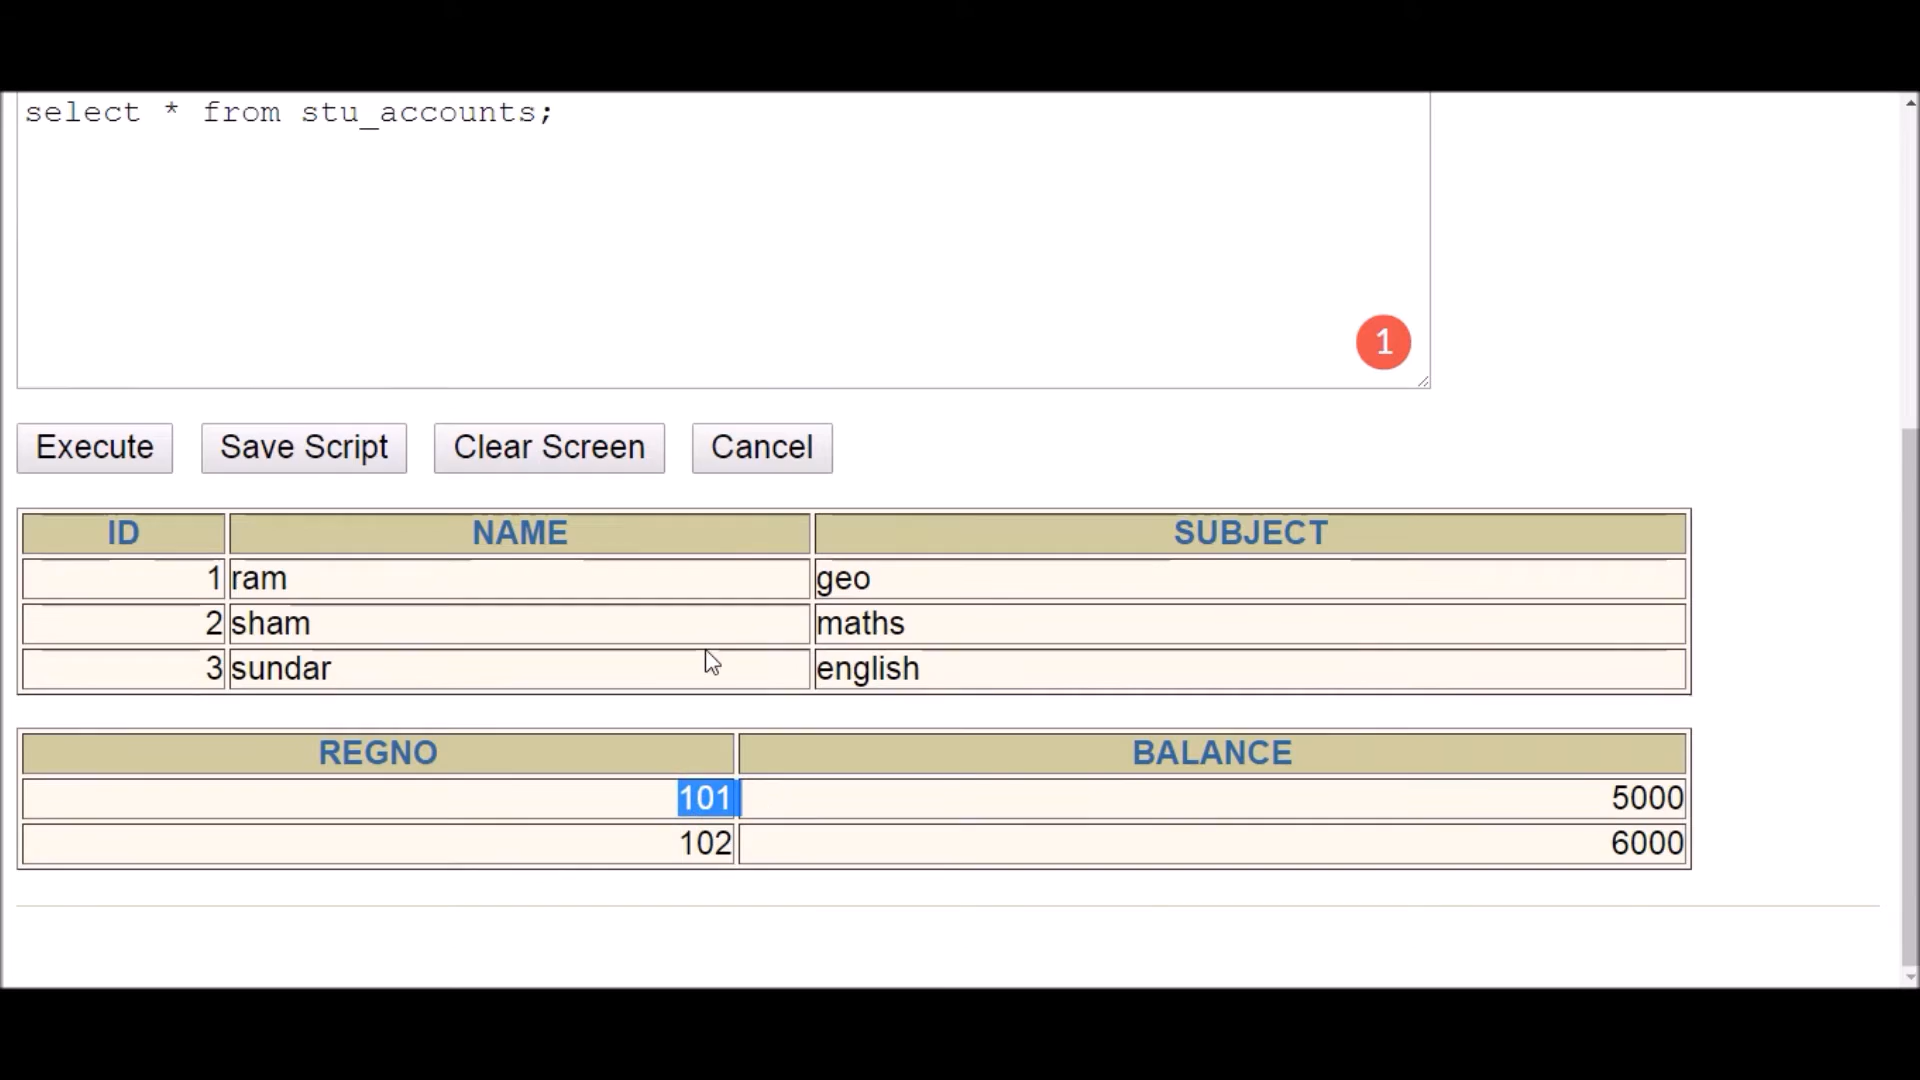 select * from stu_accounts;
1
Execute Save Script Clear Screen Cancel
ID NAME SUBJECT
1 ram geo
2 sham maths
3 sundar english
REGNO BALANCE
101 5000
102 6000